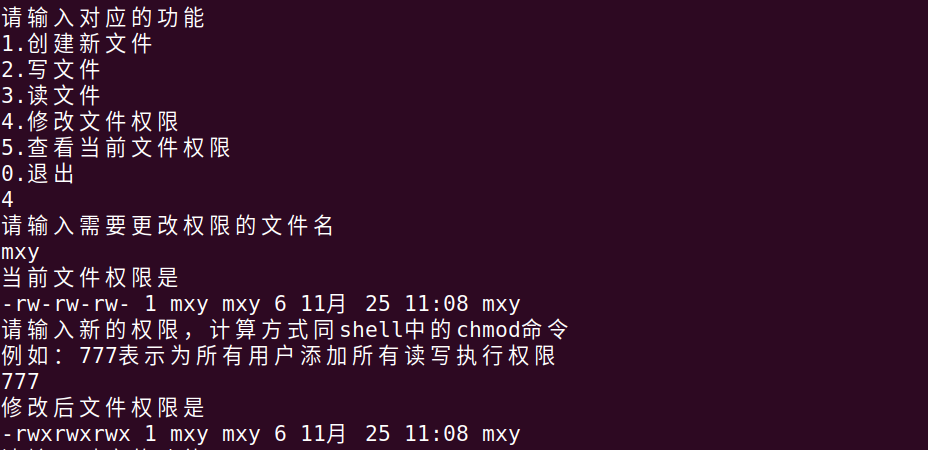 请输入对应的功能
1.创建新文件
2.写文件
3.读文件
4.修改文件权限
5.查看当前文件权限
0.退出
4
请输入需要更改权限的文件名
mxy
当前文件权限是
-rw-rw-rw- 1 mxy mxy 6 11月 25 11:08 mxy
请输入新的权限，计算方式同shell中的chmod命令
例如：777表示为所有用户添加所有读写执行权限
777
修改后文件权限是
-rwxrwxrwx 1 mxy mxy 6 11月 25 11:08 mxy